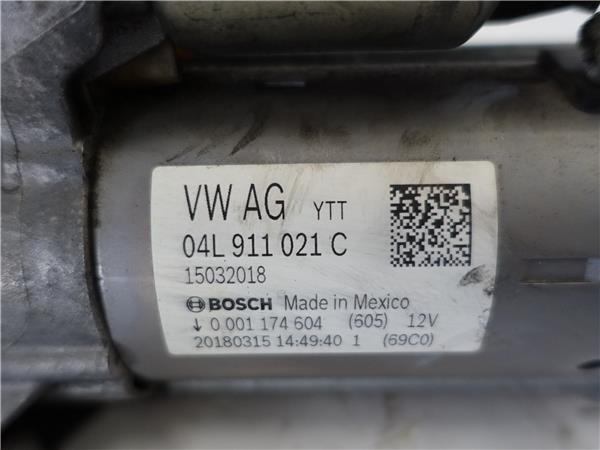 VW AG YTT
04L 911 021 C
15032018
BOSCH Made in Mexico
↓ 0 001 174 604 (605) 12V
20180315 14:49:40 1 (69C0)